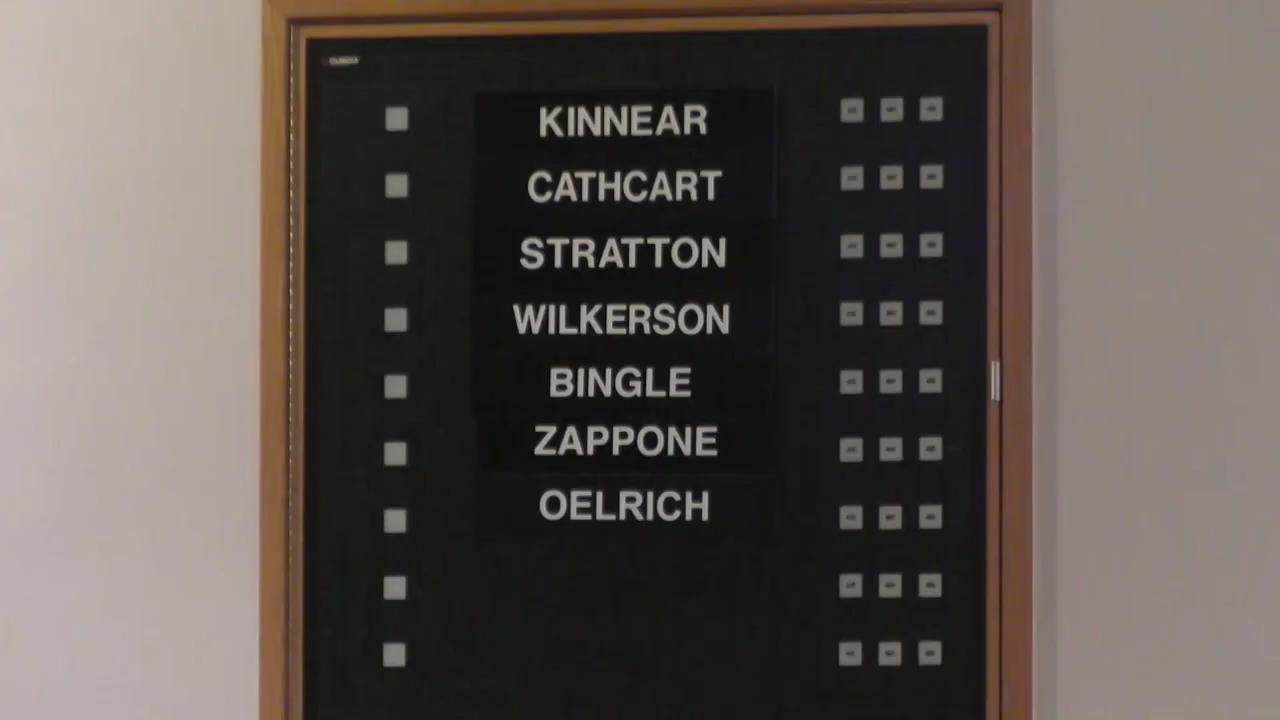 KINNEAR
CATHCART
STRATTON
WILKERSON
BINGLE
ZAPPONE
OELRICH